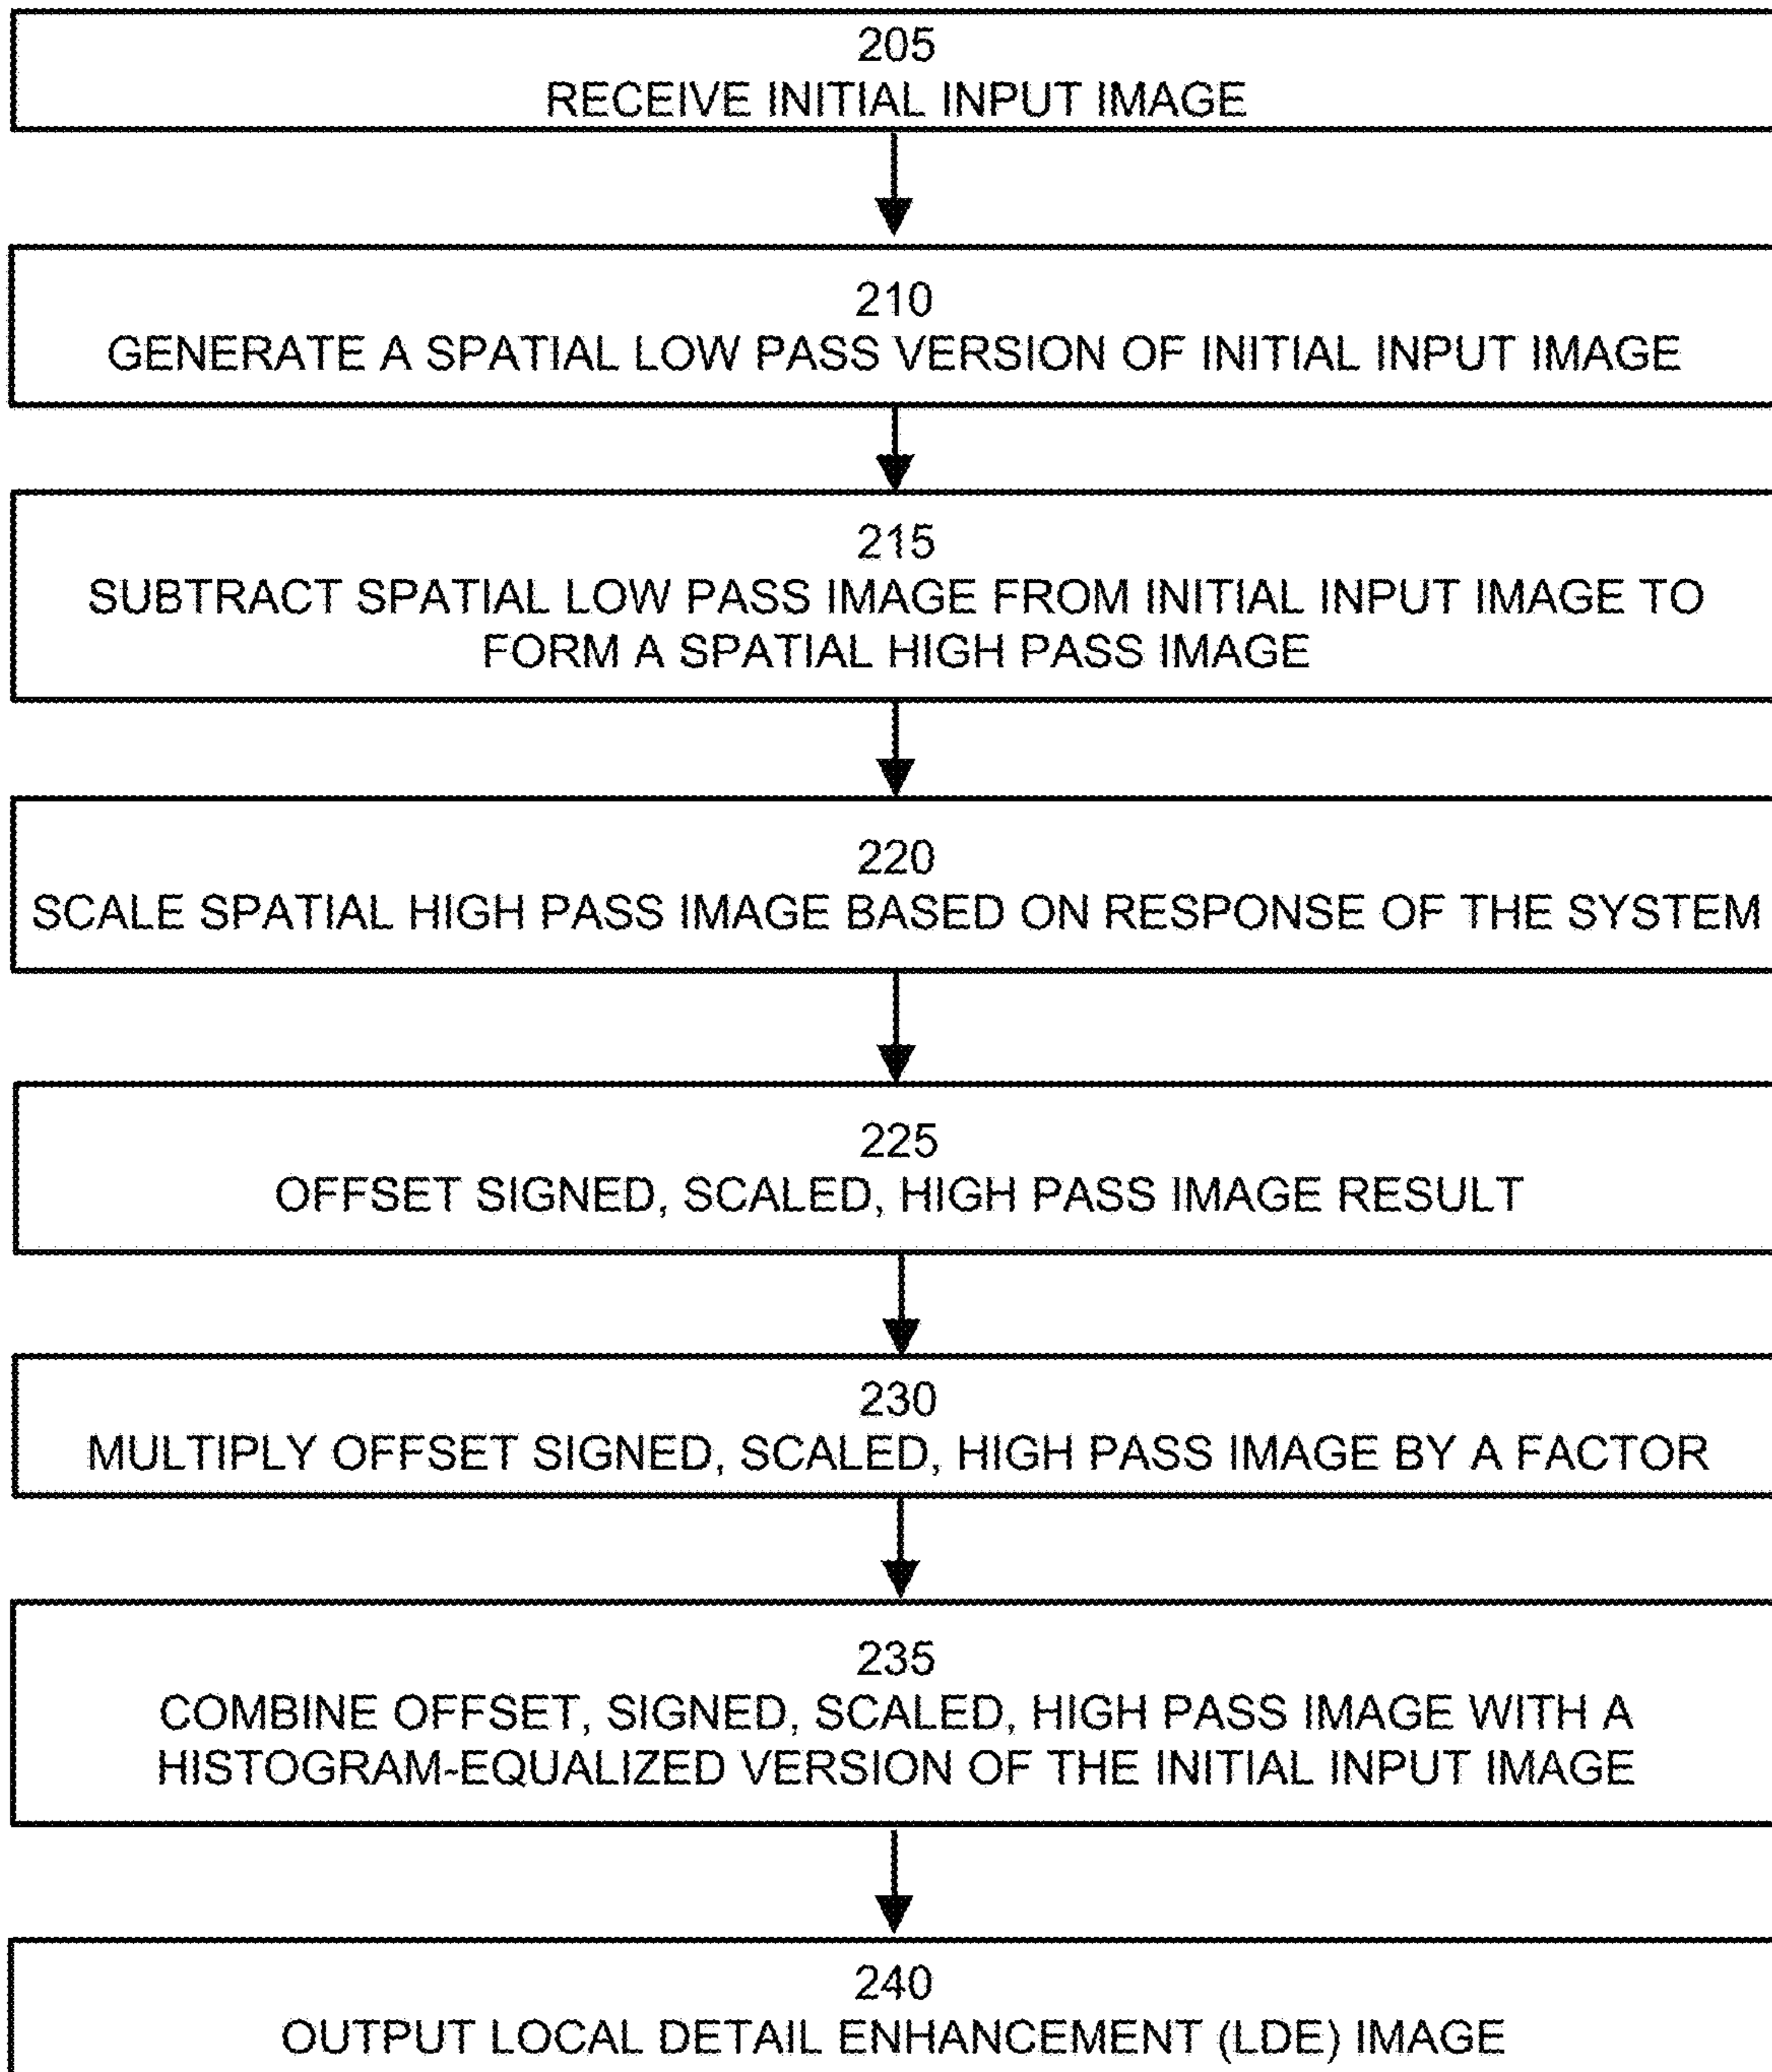 205
RECEIVE INITIAL INPUT IMAGE
210
GENERATE A SPATIAL LOW PASS VERSION OF INITIAL INPUT IMAGE
215
SUBTRACT SPATIAL LOW PASS IMAGE FROM INITIAL INPUT IMAGE TO
FORM A SPATIAL HIGH PASS IMAGE
220
SCALE SPATIAL HIGH PASS IMAGE BASED ON RESPONSE OF THE SYSTEM
225
OFFSET SIGNED, SCALED, HIGH PASS IMAGE RESULT
230
MULTIPLY OFFSET SIGNED, SCALED, HIGH PASS IMAGE BY A FACTOR
235
COMBINE OFFSET, SIGNED, SCALED, HIGH PASS IMAGE WITH A
HISTOGRAM-EQUALIZED VERSION OF THE INITIAL INPUT IMAGE
240
OUTPUT LOCAL DETAIL ENHANCEMENT (LDE) IMAGE